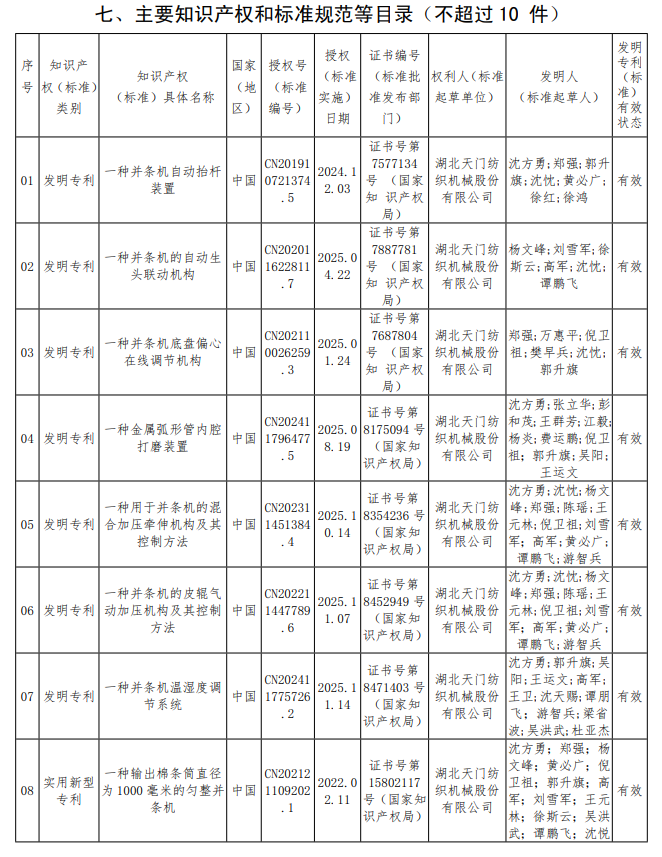 七、主要知识产权和标准规范等目录（不超过10 件）
序号 知识产权（标准）类别 知识产权（标准）具体名称 国家（地区） 授权号（标准编号） 授权（标准实施）日期 证书编号（标准批准发布部门） 权利人（标准起草单位） 发明人（标准起草人） 发明专利（标准）有效状态
01 发明专利 一种并条机自动抬杆装置 中国 CN201910721374.5 2024.12.03 证书号第7577134号 （国家知 识产权局） 湖北天门纺织机械股份有限公司 沈方勇;郑强;郭升旗;沈忱;黄必广;徐红;徐鸿 有效
02 发明专利 一种并条机的自动生头联动机构 中国 CN202011622811.7 2025.04.22 证书号第7887781号 （国家知 识产权局） 湖北天门纺织机械股份有限公司 杨文峰;刘雪军;徐斯云;高军;沈忱;谭鹏飞 有效
03 发明专利 一种并条机底盘偏心在线调节机构 中国 CN202110026259.3 2025.01.24 证书号第7687804号 （国家知 识产权局） 湖北天门纺织机械股份有限公司 郑强;万惠平;倪卫祖;樊早兵;沈忱;郭升旗 有效
04 发明专利 一种金属弧形管内腔打磨装置 中国 CN202411796477.5 2025.08.19 证书号第8175094号（国家知识产权局） 湖北天门纺织机械股份有限公司 沈方勇;张立华;彭和茂;王群芳;江毅;杨炎;费运鹏;倪卫祖; 郭升旗;吴阳;王运文 有效
05 发明专利 一种用于并条机的混合加压牵伸机构及其控制方法 中国 CN202311451384.4 2025.10.14 证书号第8354236号（国家知识产权局） 湖北天门纺织机械股份有限公司 沈方勇;沈忱;杨文峰;郑强;陈瑶;王元林;倪卫祖;刘雪军; 高军;黄必广;谭鹏飞;游智兵 有效
06 发明专利 一种并条机的皮辊气动加压机构及其控制方法 中国 CN202211447789.6 2025.11.07 证书号第8452949号（国家知识产权局） 湖北天门纺织机械股份有限公司 沈方勇;沈忱;杨文峰;郑强;陈瑶;王元林;倪卫祖;刘雪军; 高军;黄必广;谭鹏飞;游智兵 有效
07 发明专利 一种并条机温湿度调节系统 中国 CN202411775726.2 2025.11.14 证书号第8471403号（国家知识产权局） 湖北天门纺织机械股份有限公司 沈方勇;郭升旗;吴阳;王运文;高军;王卫;沈天赐;谭朋飞; 游智兵;梁省波;吴洪武;杜亚杰 有效
08 实用新型专利 一种输出棉条筒直径为1000毫米的匀整并条机 中国 CN202121109202.1 2022.02.11 证书号第15802117号（国家知识产权局） 湖北天门纺织机械股份有限公司 沈方勇; 郑强; 杨文峰; 黄必广; 倪卫祖; 郭升旗; 高军; 刘雪军; 王元林; 徐斯云; 吴洪武; 谭鹏飞; 沈悦 有效